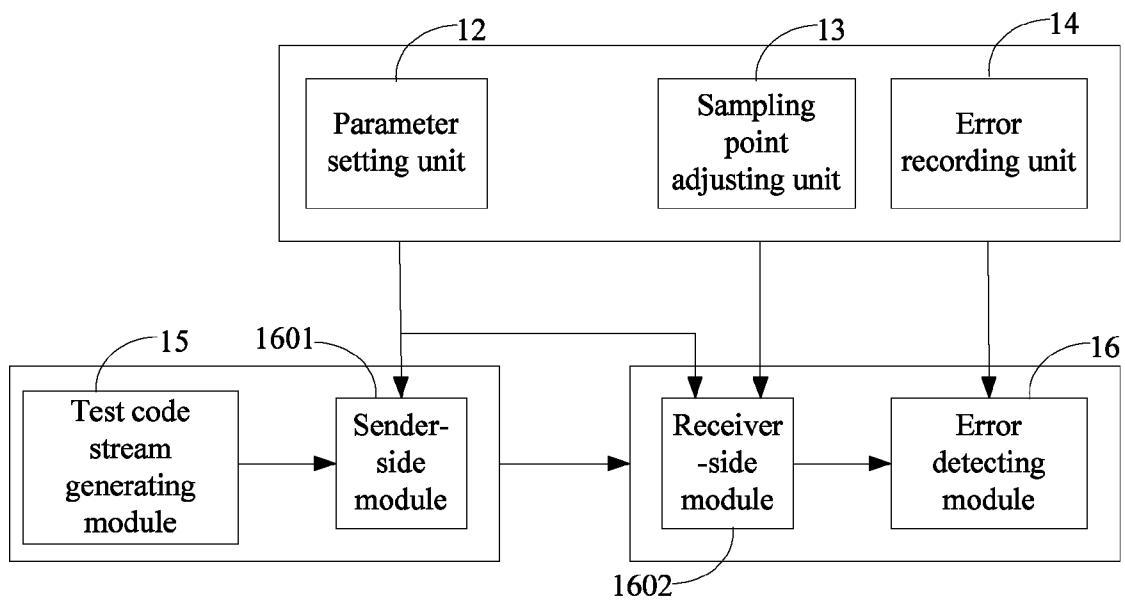 12
13
14
Parameter
setting unit
Sampling
point
adjusting unit
Error
recording unit
15
1601
16
Test code
stream
generating
module
Sender-
side
module
Receiver
-side
module
Error
detecting
module
1602